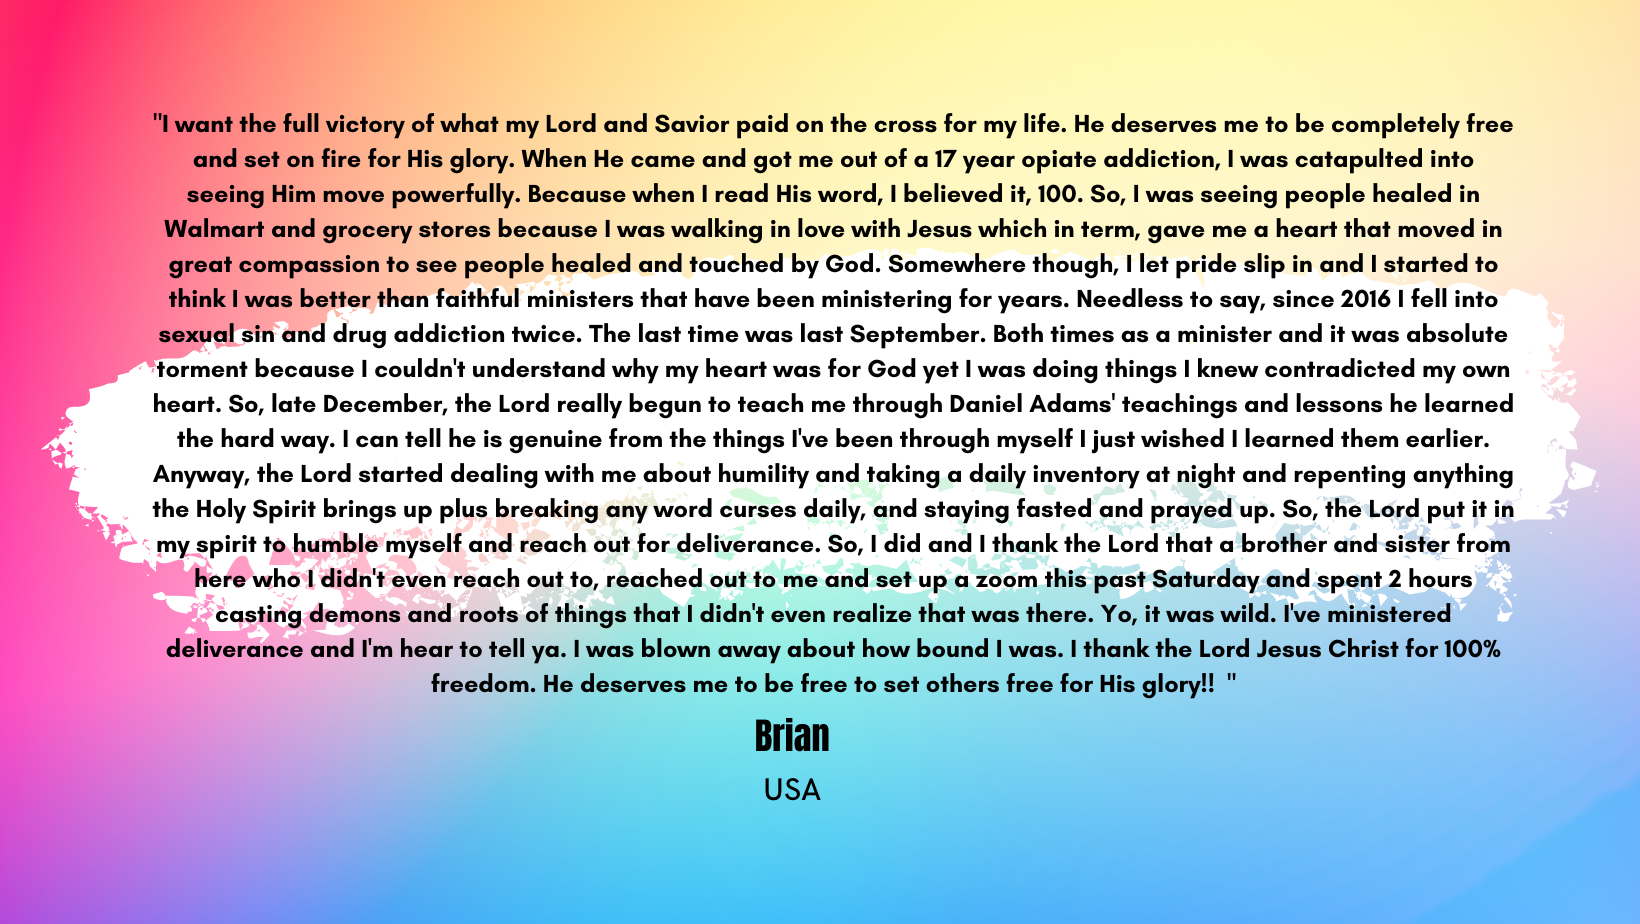 "I want the full victory of what my Lord and Savior paid on the cross for my life. He deserves me to be completely free
and set on fire for His glory. When He came and got me out of a 17 year opiate addiction, I was catapulted into
seeing Him move powerfully. Because when I read His word, I believed it, 100. So, I was seeing people healed in
Walmart and grocery stores because I was walking in love with Jesus which in term, gave me a heart that moved in
great compassion to see people healed and touched by God. Somewhere though, I let pride slip in and I started to
think I was better than faithful ministers that have been ministering for years. Needless to say, since 2016 I fell into
sexual sin and drug addiction twice. The last time was last September. Both times as a minister and it was absolute
torment because I couldn't understand why my heart was for God yet I was doing things I knew contradicted my own
heart. So, late December, the Lord really begun to teach me through Daniel Adams' teachings and lessons he learned
the hard way. I can tell he is genuine from the things I've been through myself I just wished I learned them earlier.
Anyway, the Lord started dealing with me about humility and taking a daily inventory at night and repenting anything
the Holy Spirit brings up plus breaking any word curses daily, and staying fasted and prayed up. So, the Lord put it in
my spirit to humble myself and reach out for deliverance. So, I did and I thank the Lord that a brother and sister from
here who I didn't even reach out to, reached out to me and set up a zoom this past Saturday and spent 2 hours
casting demons and roots of things that I didn't even realize that was there. Yo, it was wild. I've ministered
deliverance and I'm hear to tell ya. I was blown away about how bound I was. I thank the Lord Jesus Christ for 100%
freedom. He deserves me to be free to set others free for His glory!! "
Brian
USA